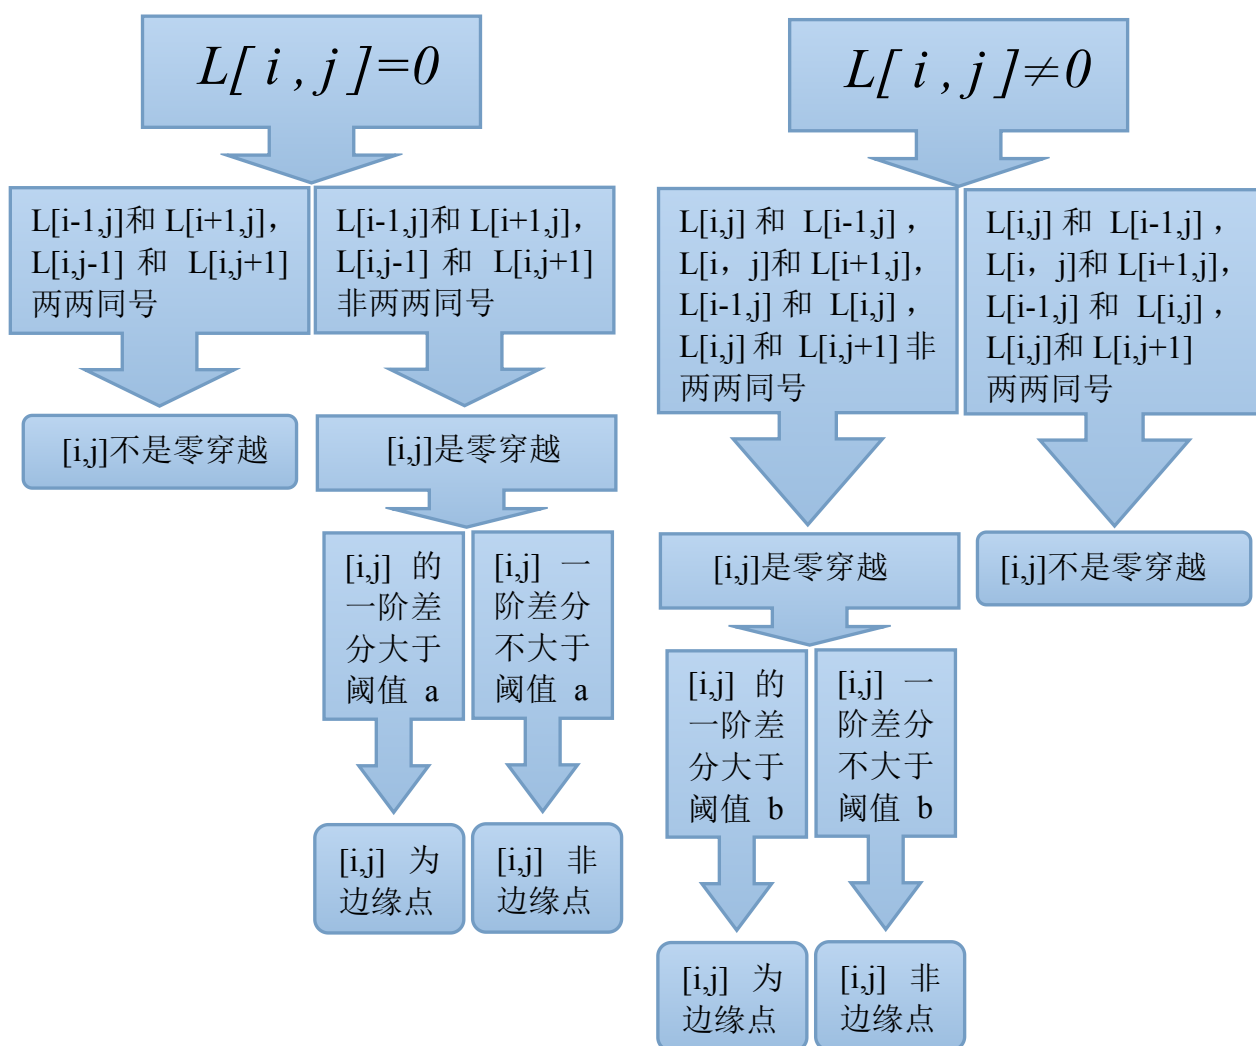 L[ i , j ]=0
L[i-1,j]和 L[i+1,j],
L[i,j-1] 和 L[i,j+1]
两两同号
L[i-1,j]和 L[i+1,j],
L[i,j-1] 和 L[i,j+1]
非两两同号
[i,j]不是零穿越
[i,j]是零穿越
[i,j] 的
一阶差
分大于
阈值 a
[i,j] 一
阶差分
不大于
阈值 a
[i,j] 为
边缘点
[i,j] 非
边缘点
L[ i , j ]≠0
L[i,j] 和 L[i-1,j] ,
L[i，j]和 L[i+1,j],
L[i-1,j] 和 L[i,j] ,
L[i,j] 和 L[i,j+1] 非
两两同号
L[i,j] 和 L[i-1,j] ,
L[i，j]和 L[i+1,j],
L[i-1,j] 和 L[i,j] ,
L[i,j]和 L[i,j+1]
两两同号
[i,j]是零穿越
[i,j]不是零穿越
[i,j] 的
一阶差
分大于
阈值 b
[i,j] 一
阶差分
不大于
阈值 b
[i,j] 为
边缘点
[i,j] 非
边缘点